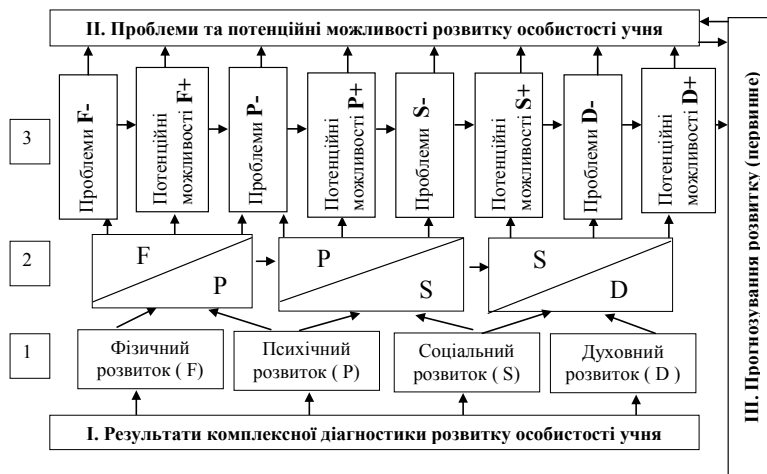 ІІ. Проблеми та потенційні можливості розвитку особистості учня
3
Проблеми F-
Потенційні
можливості F+
Проблеми P-
Потенційні
можливості P+
Проблеми S-
Потенційні
можливості S+
Проблеми D-
Потенційні
можливості D+
2
F
P
P
S
S
D
1
Фізичний
розвиток ( F)
Психічний
розвиток ( P)
Соціальний
розвиток ( S)
Духовний
розвиток ( D )
І. Результати комплексної діагностики розвитку особистості учня
ІІІ. Прогнозування розвитку (первинне)